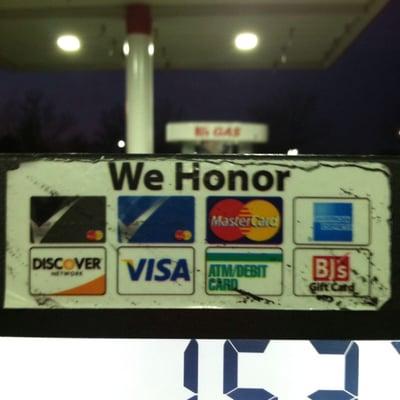 BJ's GAS
We Honor
MasterCard
AMERICAN EXPRESS
DISCOVER
NETWORK
VISA
ATM/DEBIT
CARD
BJ's
Gift Card